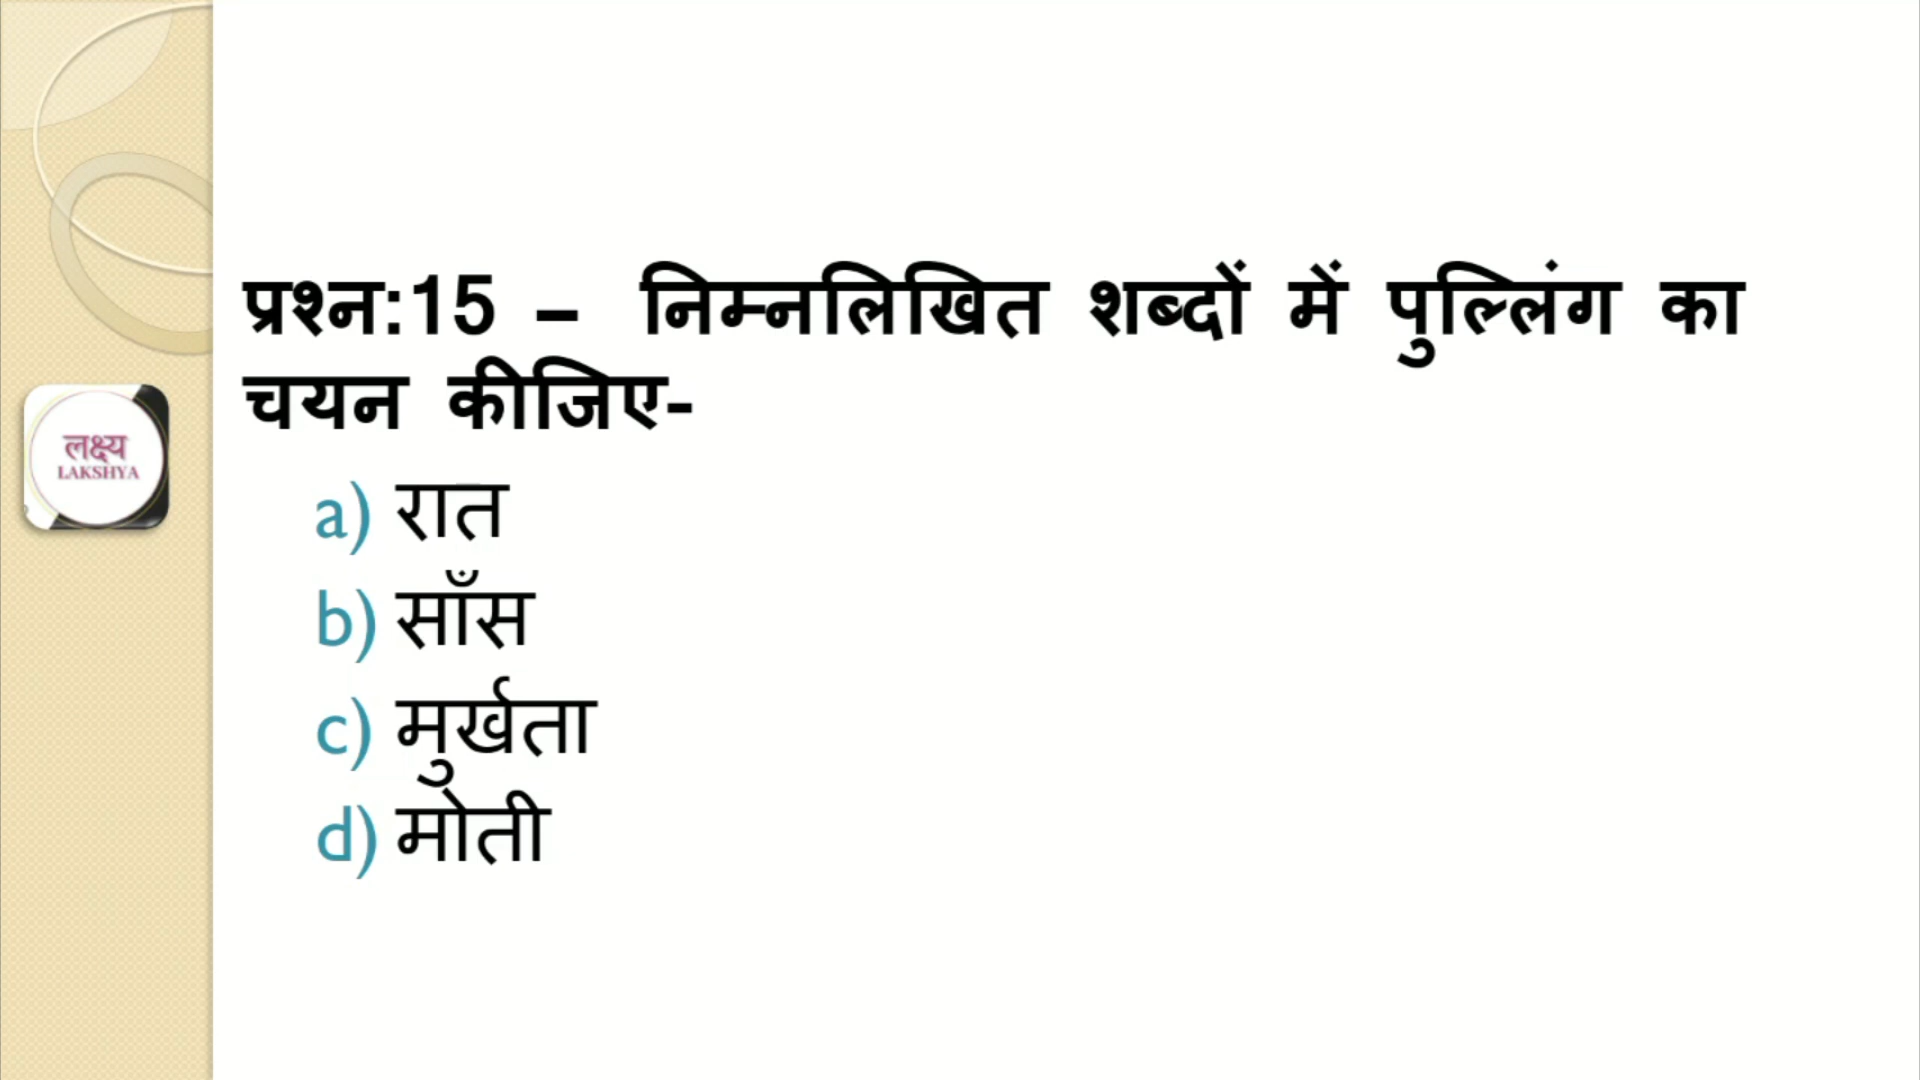 प्रश्न:15 – निम्नलिखित शब्दों में पुल्लिंग का
चयन कीजिए-
लक्ष्य
LAKSHYA
a) रात
b) साँस
c) मुर्खता
d) मोती